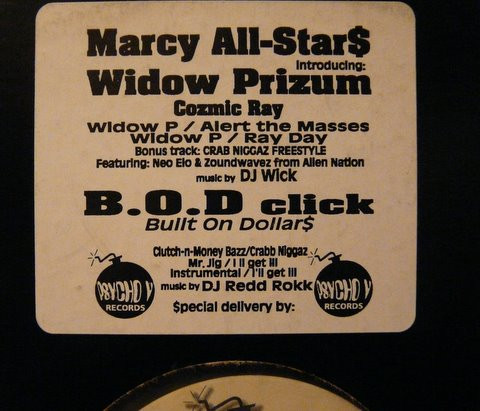 Marcy All-Star$
Introducing:
Widow Prizum
Cozmic Ray
Widow P / Alert the Masses
Widow P / Ray Day
Bonus track: CRAB NIGGAZ FREESTYLE
Featuring: Neo Elo & Zoundwavez from Alien Nation
music by DJ Wick
B.O.D click
Built On Dollar$
Clutch-n-Money Bazz/Crabb Niggaz
Mr. Jig / I ll get Ill
Instrumental / I'll get Ill
music by DJ Redd Rokk
PSYCHO V
RECORDS
PSYCHO V
RECORDS
$pecial delivery by: